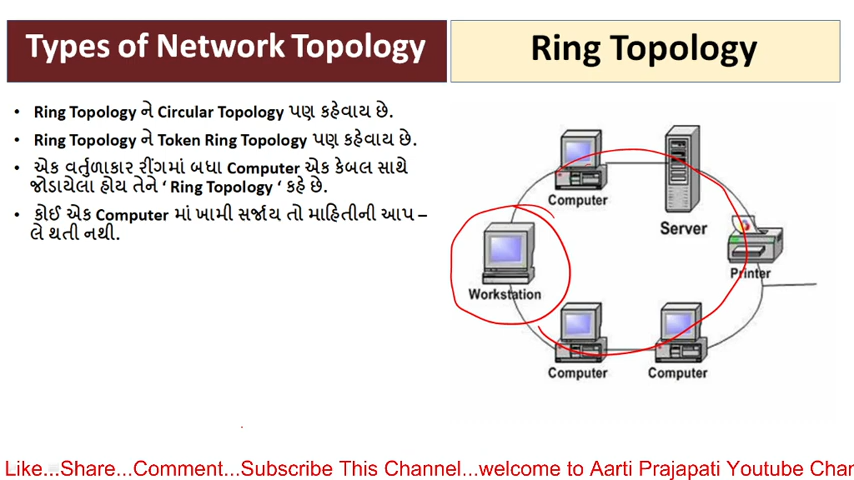 Types of Network Topology
Ring Topology
• Ring Topology ને Circular Topology પણ કહેવાય છે.
• Ring Topology ને Token Ring Topology પણ કહેવાય છે.
• એક વર્તુળાકાર રીંગમાં બધા Computer એક કેબલ સાથે
જોડાયેલા હોય તેને ‘ Ring Topology ‘ કહે છે.
• કોઈ એક Computer માં ખામી સર્જાય તો માહિતીની આપ –
લે થતી નથી.
Computer
Server
Printer
Workstation
Computer
Computer
Like...Share...Comment...Subscribe This Channel...welcome to Aarti Prajapati Youtube Chan